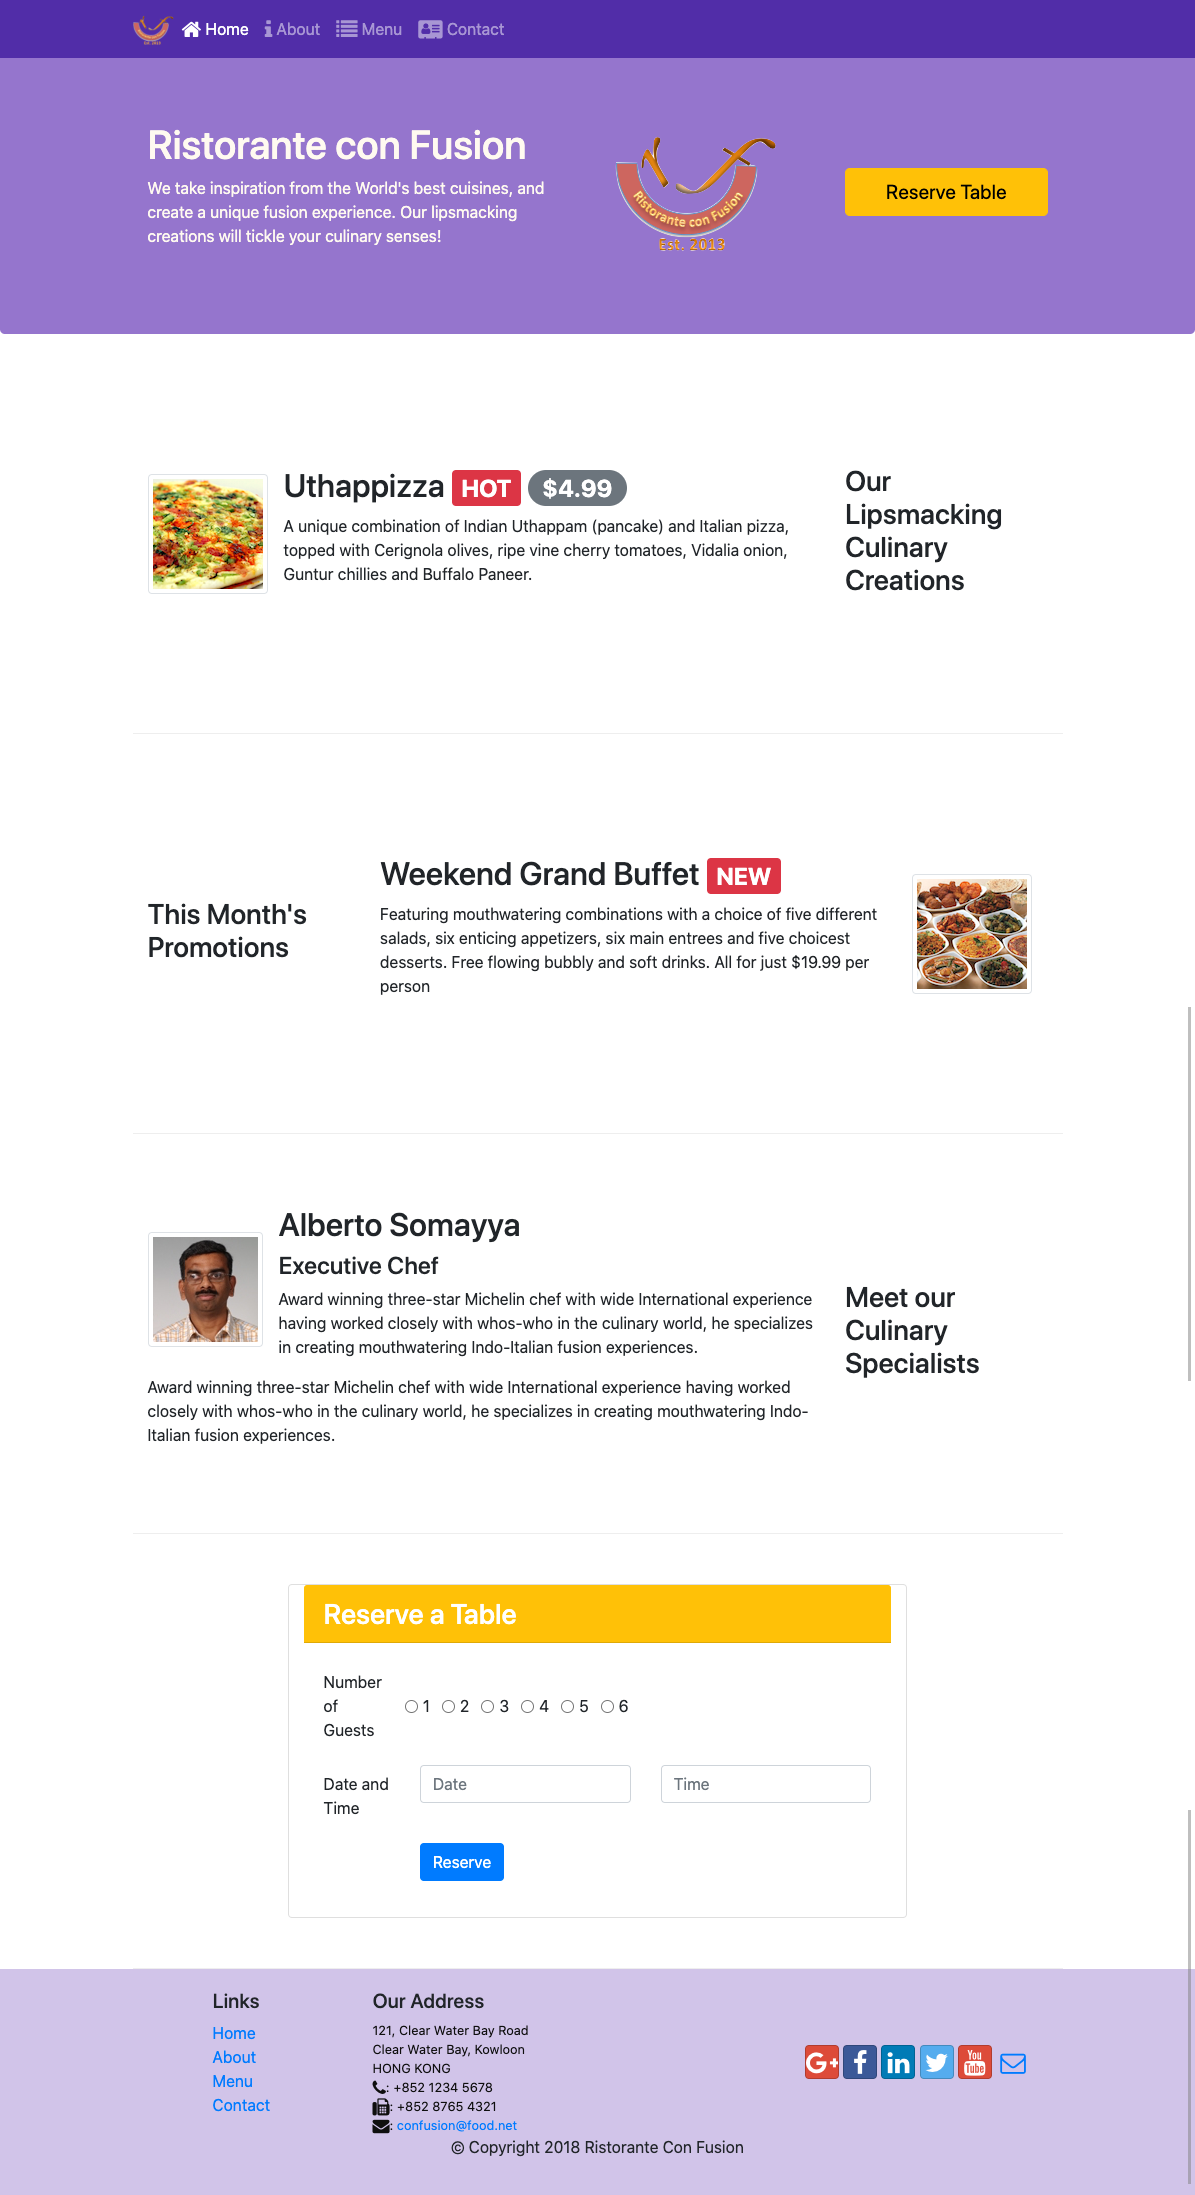 Home About Menu Contact
Ristorante con Fusion
We take inspiration from the World's best cuisines, and
create a unique fusion experience. Our lipsmacking
creations will tickle your culinary senses!
Ristorante con Fusion
Est. 2013
Reserve Table
Uthappizza HOT $4.99
A unique combination of Indian Uthappam (pancake) and Italian pizza,
topped with Cerignola olives, ripe vine cherry tomatoes, Vidalia onion,
Guntur chillies and Buffalo Paneer.
Our
Lipsmacking
Culinary
Creations
This Month's
Promotions
Weekend Grand Buffet NEW
Featuring mouthwatering combinations with a choice of five different
salads, six enticing appetizers, six main entrees and five choicest
desserts. Free flowing bubbly and soft drinks. All for just $19.99 per
person
Alberto Somayya
Executive Chef
Award winning three-star Michelin chef with wide International experience
having worked closely with whos-who in the culinary world, he specializes
in creating mouthwatering Indo-Italian fusion experiences.
Award winning three-star Michelin chef with wide International experience having worked
closely with whos-who in the culinary world, he specializes in creating mouthwatering Indo-
Italian fusion experiences.
Meet our
Culinary
Specialists
Reserve a Table
Number
of
Guests
1 2 3 4 5 6
Date and
Time
Date
Time
Reserve
Links
Home
About
Menu
Contact
Our Address
121, Clear Water Bay Road
Clear Water Bay, Kowloon
HONG KONG
: +852 1234 5678
: +852 8765 4321
: confusion@food.net
G+ f in You Tube
© Copyright 2018 Ristorante Con Fusion